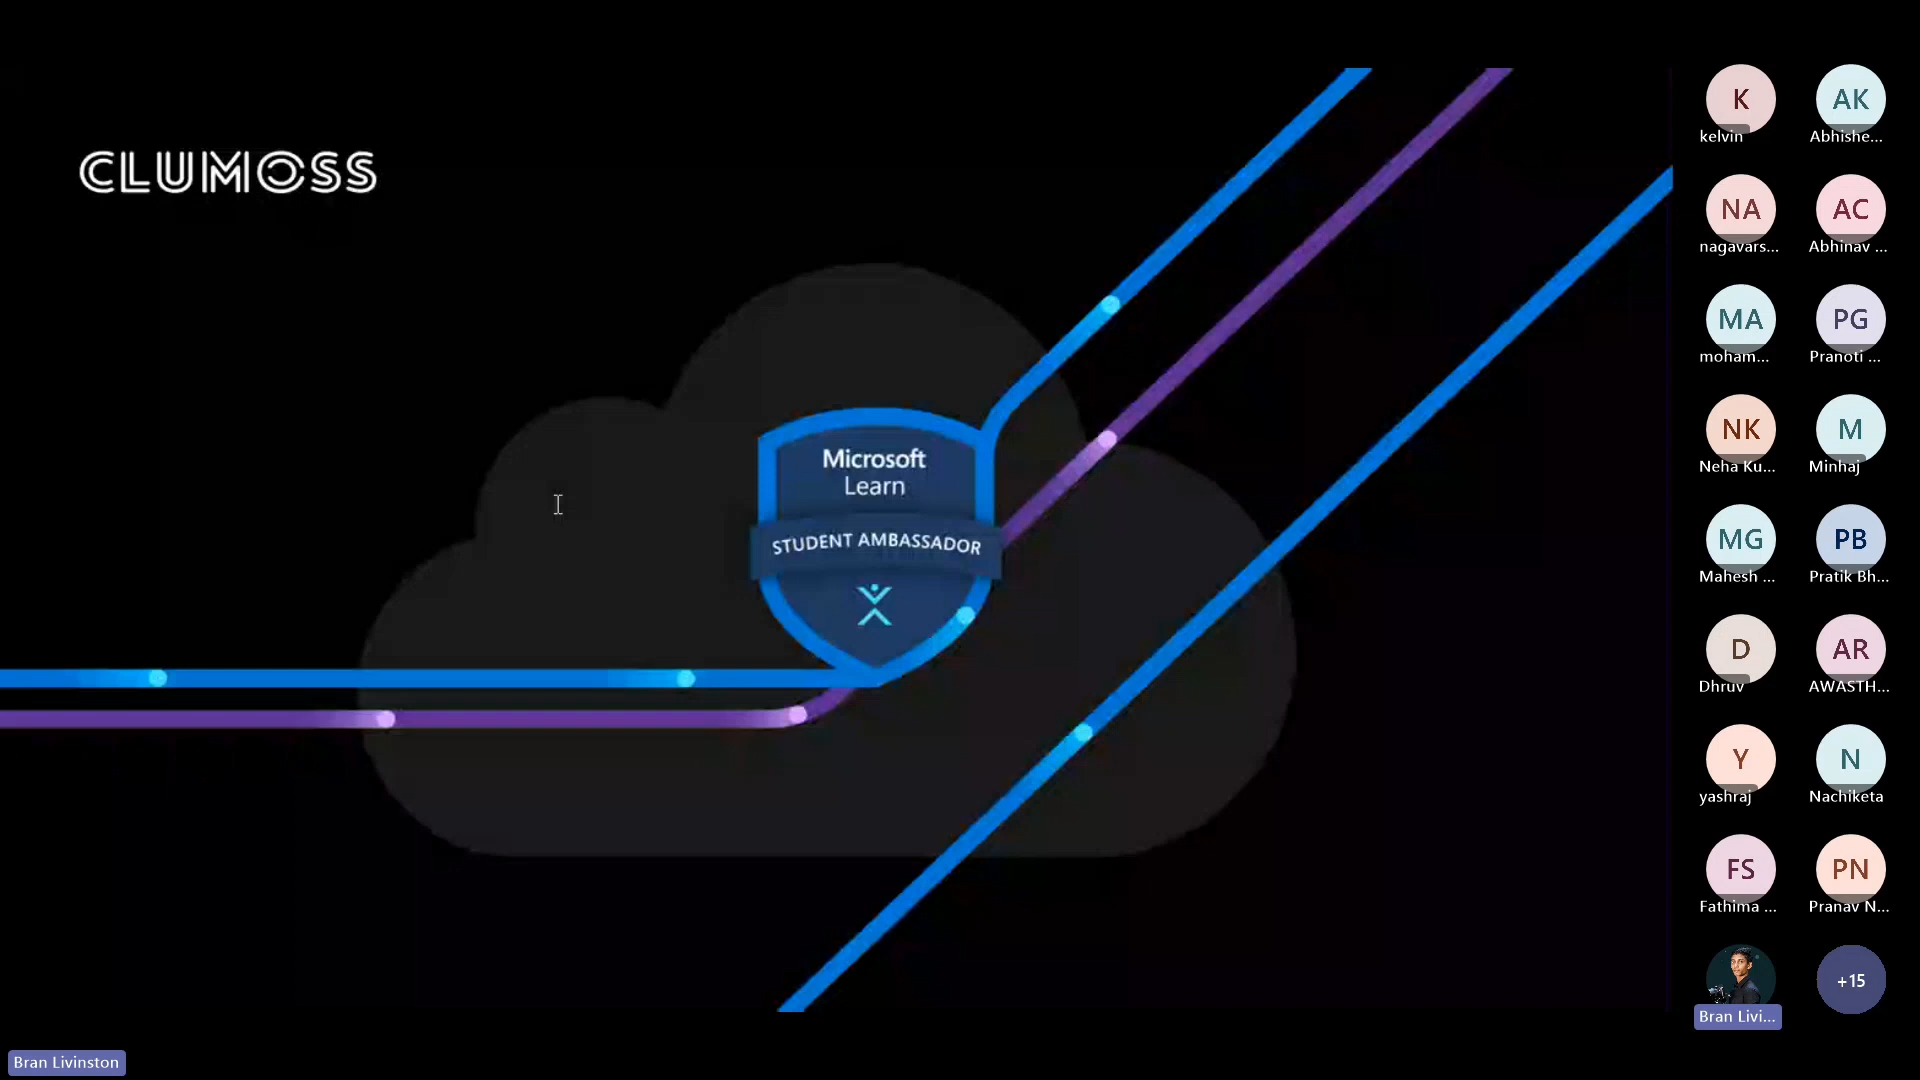 CLUMOSS
Microsoft
Learn
STUDENT AMBASSADOR
K
kelvin
AK
Abhishe...
NA
nagavars...
AC
Abhinav ...
MA
moham...
PG
Pranoti ...
NK
Neha Ku...
M
Minhaj
MG
Mahesh ...
PB
Pratik Bh...
D
Dhruv
AR
AWASTH...
Y
yashraj
N
Nachiketa
FS
Fathima ...
PN
Pranav N...
Bran Livi...
+15
Bran Livinston